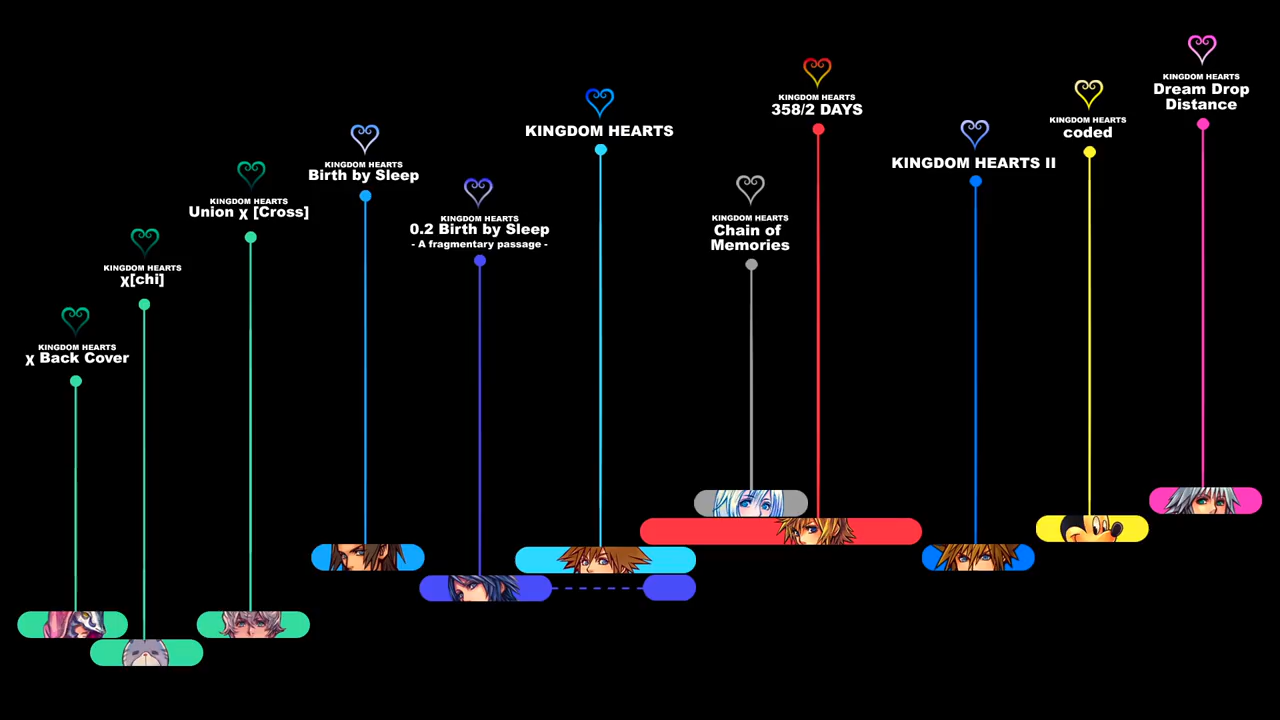 KINGDOM HEARTS
χ Back Cover
KINGDOM HEARTS
χ[chi]
KINGDOM HEARTS
Union χ [Cross]
KINGDOM HEARTS
Birth by Sleep
KINGDOM HEARTS
0.2 Birth by Sleep
- A fragmentary passage -
KINGDOM HEARTS
KINGDOM HEARTS
Chain of
Memories
KINGDOM HEARTS
358/2 DAYS
KINGDOM HEARTS II
KINGDOM HEARTS
coded
KINGDOM HEARTS
Dream Drop
Distance